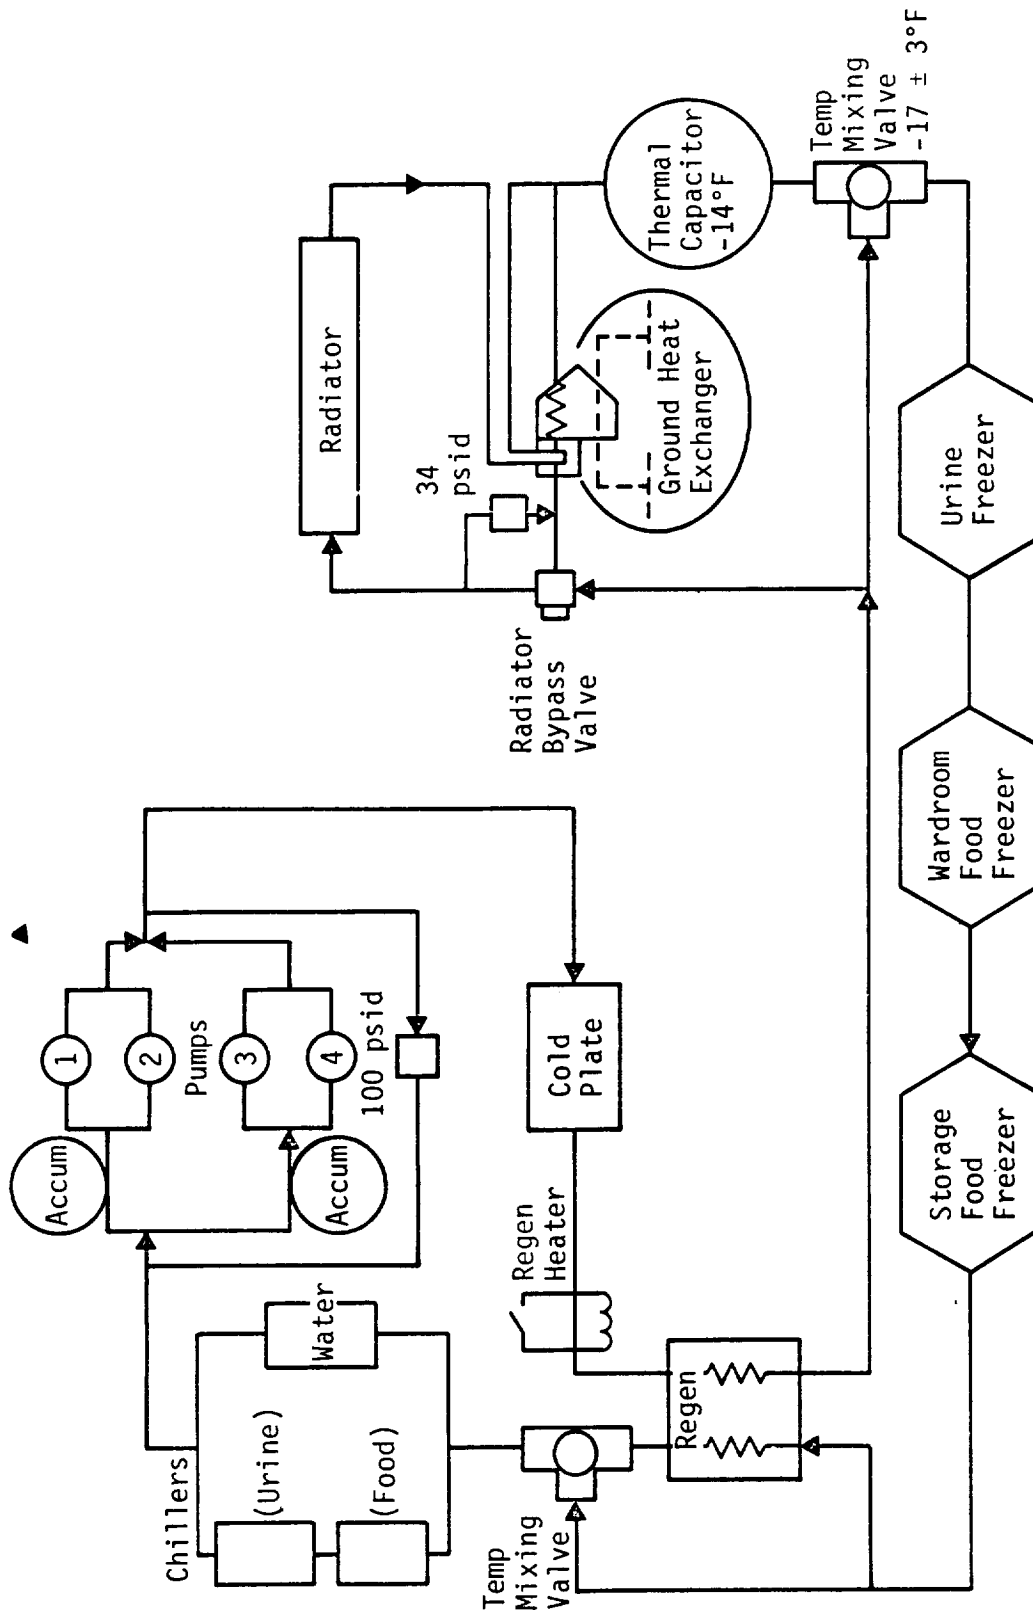 Accum
Accum
1
2
Pumps
3
4
100 psid
Chillers
(Urine)
(Food)
Water
Temp
Mixing
Valve
Regen
Regen
Heater
Cold
Plate
Radiator
Bypass
Valve
34
psid
Radiator
Ground Heat
Exchanger
Thermal
Capacitor
-14°F
Temp
Mixing
Valve
-17 ± 3°F
Storage
Food
Freezer
Wardroom
Food
Freezer
Urine
Freezer